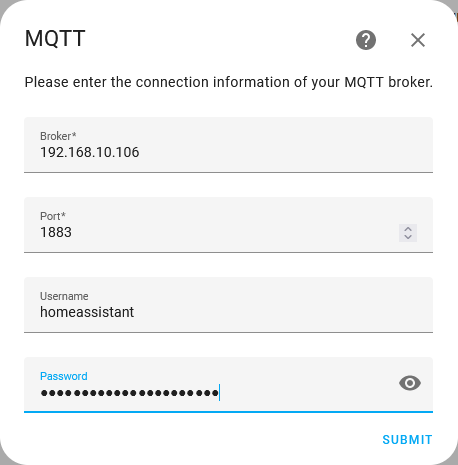 MQTT
Please enter the connection information of your MQTT broker.
Broker*
192.168.10.106
Port*
1883
Username
homeassistant
Password
••••••••••••••••••••••
SUBMIT